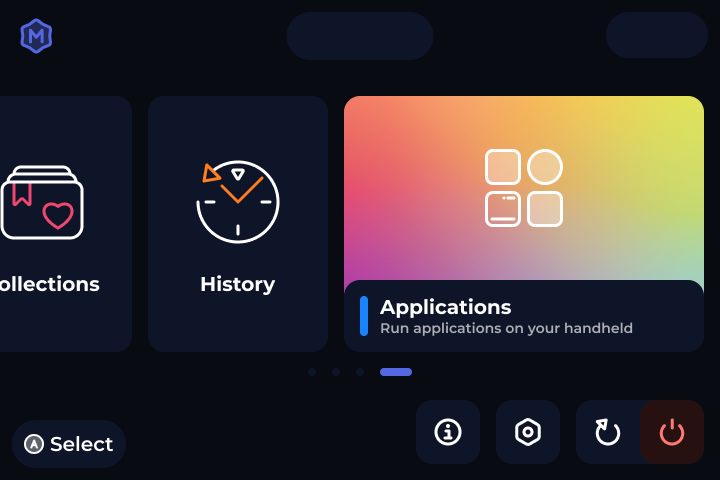 M
ollections
History
Applications
Run applications on your handheld
A Select